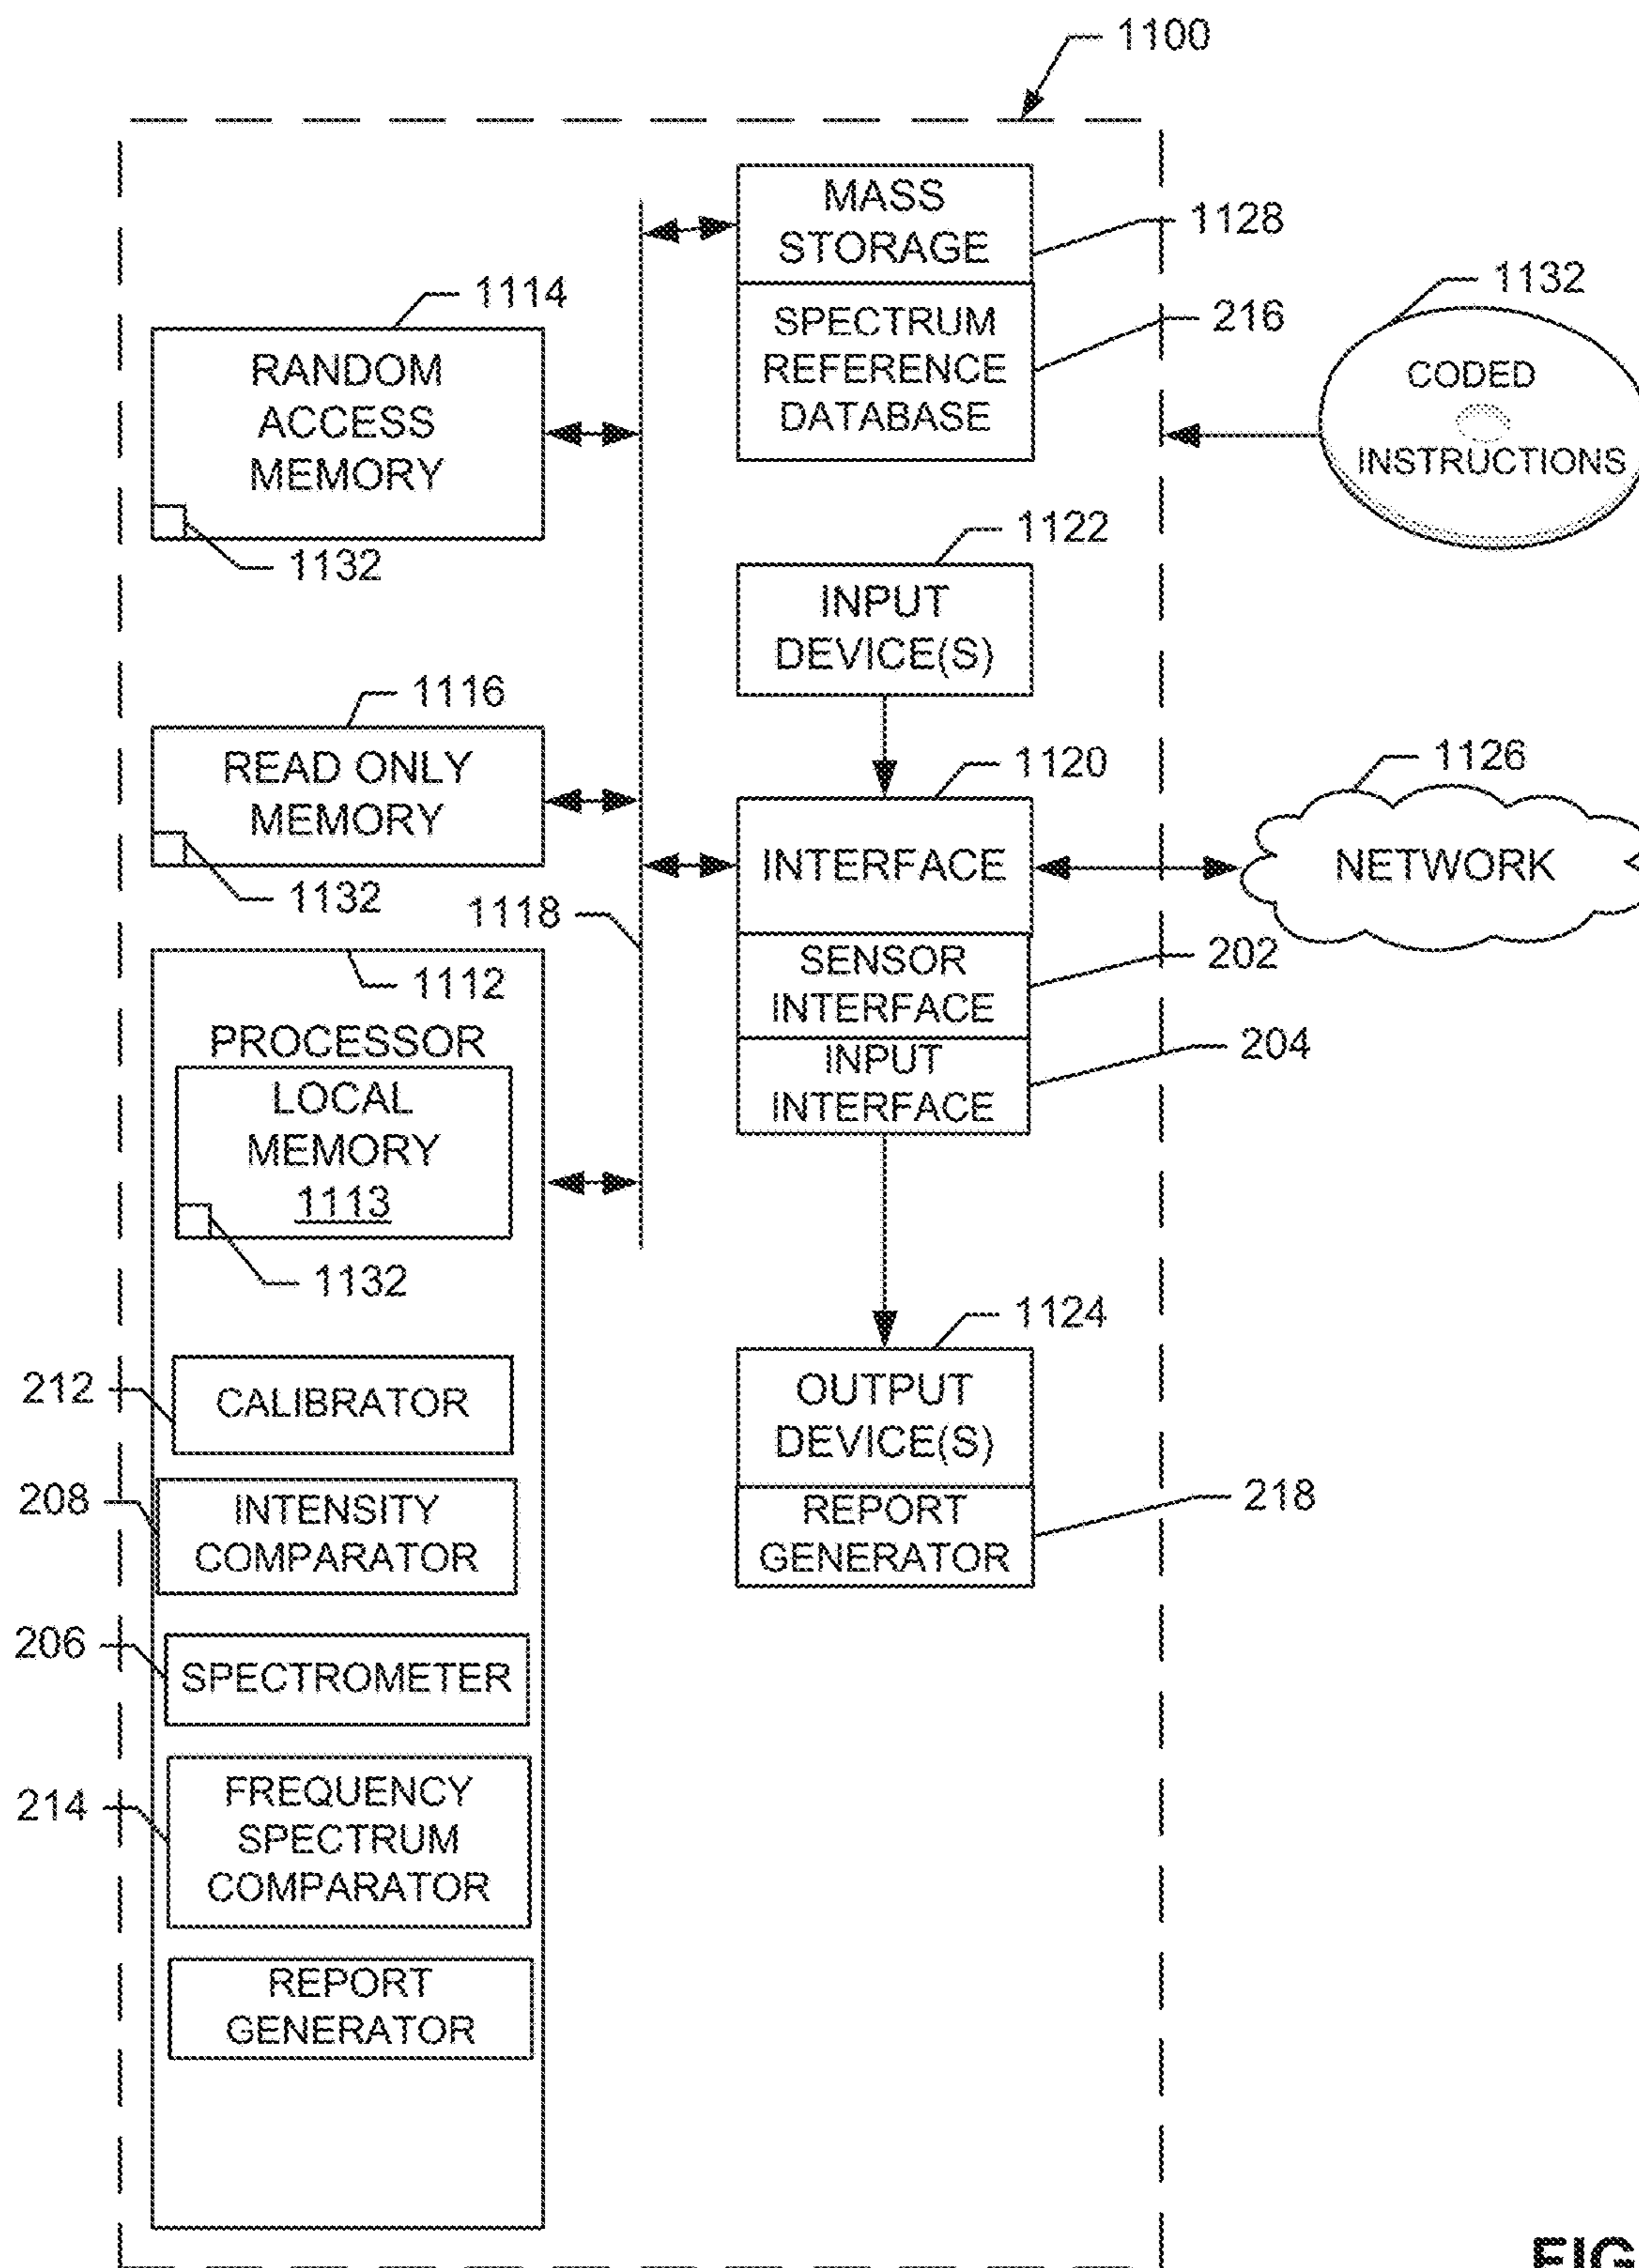 1100
MASS
STORAGE
1128
SPECTRUM
REFERENCE
DATABASE
216
1132
CODED
INSTRUCTIONS
1114
RANDOM
ACCESS
MEMORY
1132
1122
INPUT
DEVICE(S)
1116
READ ONLY
MEMORY
1132
1118
1120
INTERFACE
1126
NETWORK
SENSOR
INTERFACE
202
INPUT
INTERFACE
204
1112
PROCESSOR
LOCAL
MEMORY
1113
1132
1124
OUTPUT
DEVICE(S)
REPORT
GENERATOR
218
212
CALIBRATOR
208
INTENSITY
COMPARATOR
206
SPECTROMETER
214
FREQUENCY
SPECTRUM
COMPARATOR
REPORT
GENERATOR
FIG